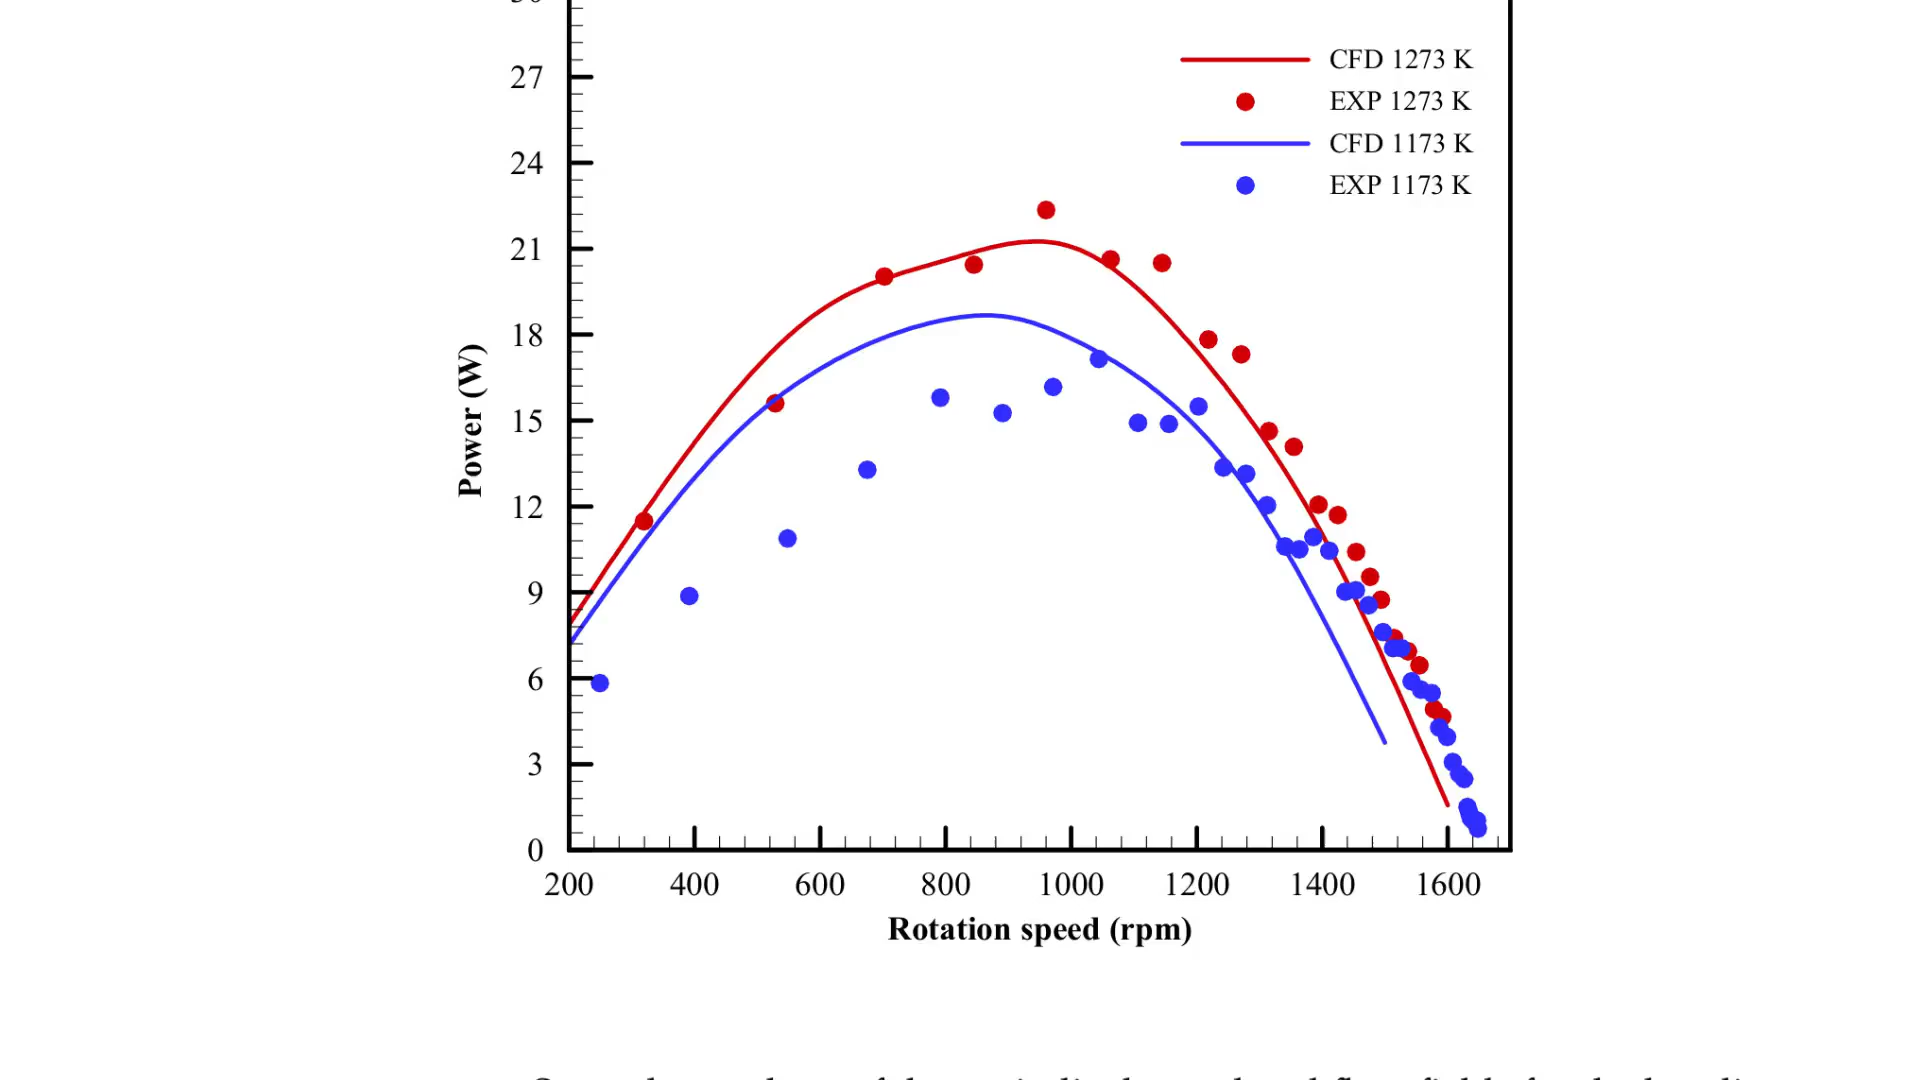 CFD 1273 K
EXP 1273 K
CFD 1173 K
EXP 1173 K
27
24
21
18
15
12
9
6
3
0
Power (W)
200 400 600 800 1000 1200 1400 1600
Rotation speed (rpm)